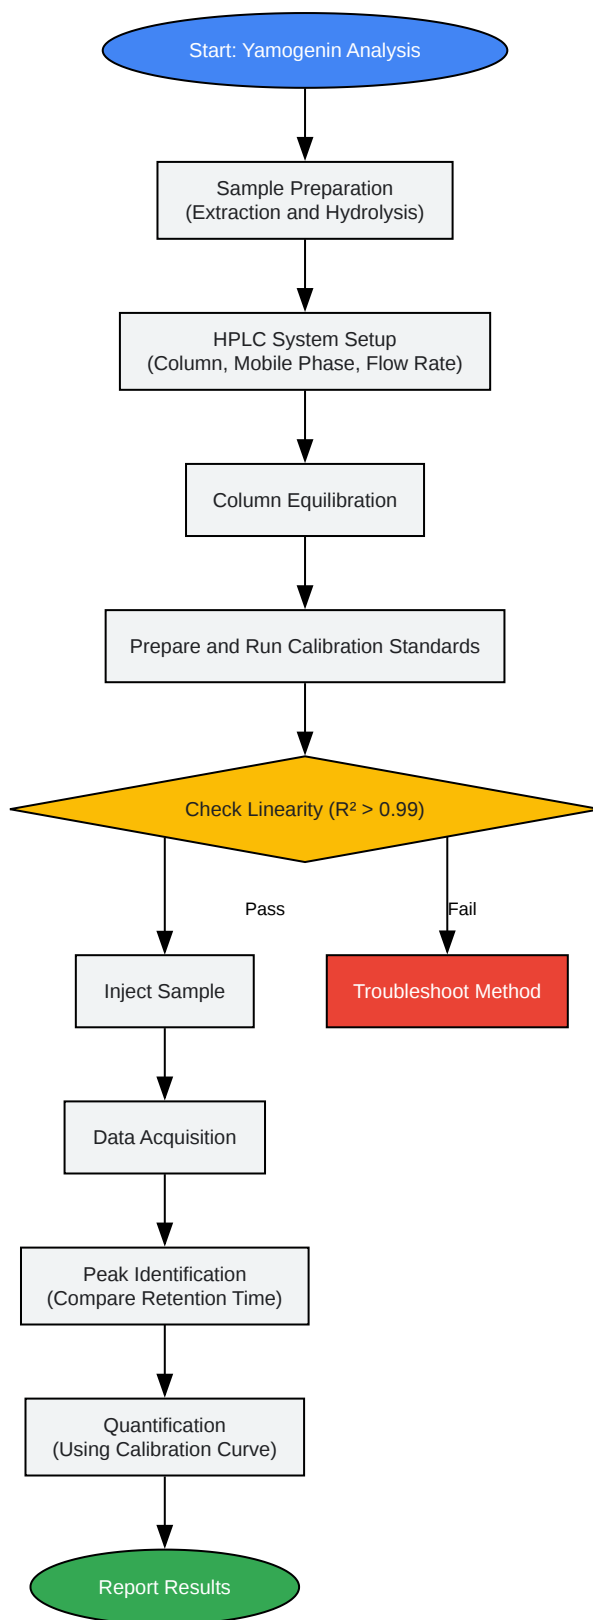 Start: Yamogenin Analysis
Sample Preparation
(Extraction and Hydrolysis)
HPLC System Setup
(Column, Mobile Phase, Flow Rate)
Column Equilibration
Prepare and Run Calibration Standards
Check Linearity (R² > 0.99)
Pass
Fail
Inject Sample
Troubleshoot Method
Data Acquisition
Peak Identification
(Compare Retention Time)
Quantification
(Using Calibration Curve)
Report Results